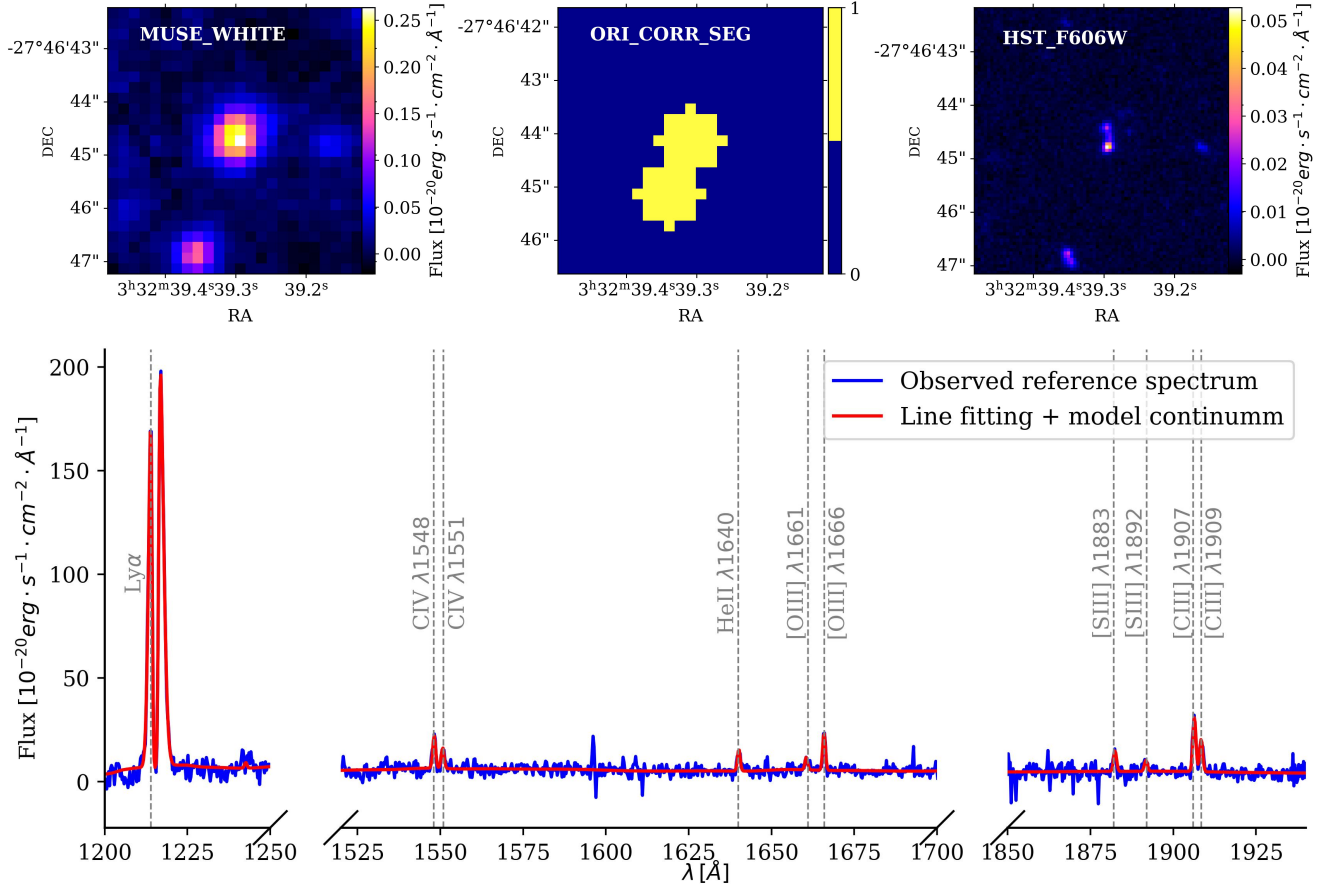 MUSE_WHITE
-27°46'43"
44"
45"
46"
47"
DEC
3ʰ32ᵐ39.4ˢ39.3ˢ
39.2ˢ
RA
0.25
0.20
0.15
0.10
0.05
0.00
Flux [10⁻²⁰erg · s⁻¹ · cm⁻² · Å⁻¹]
ORI_CORR_SEG
-27°46'42"
43"
44"
45"
46"
DEC
3ʰ32ᵐ39.4ˢ39.3ˢ
39.2ˢ
RA
1
0
HST_F606W
-27°46'43"
44"
45"
46"
47"
DEC
3ʰ32ᵐ39.4ˢ39.3ˢ
39.2ˢ
RA
0.05
0.04
0.03
0.02
0.01
0.00
Flux [10⁻²⁰erg · s⁻¹ · cm⁻² · Å⁻¹]
Flux [10⁻²⁰erg · s⁻¹ · cm⁻² · Å⁻¹]
200
150
100
50
0
Observed reference spectrum
Line fitting + model continumm
Lyα
CIV λ1548
CIV λ1551
HeII λ1640
[OIII] λ1661
[OIII] λ1666
[SIII] λ1883
[SIII] λ1892
[CIII] λ1907
[CIII] λ1909
1200 1225 1250 1525 1550 1575 1600 1625 1650 1675 1700 1850 1875 1900 1925
λ [Å]